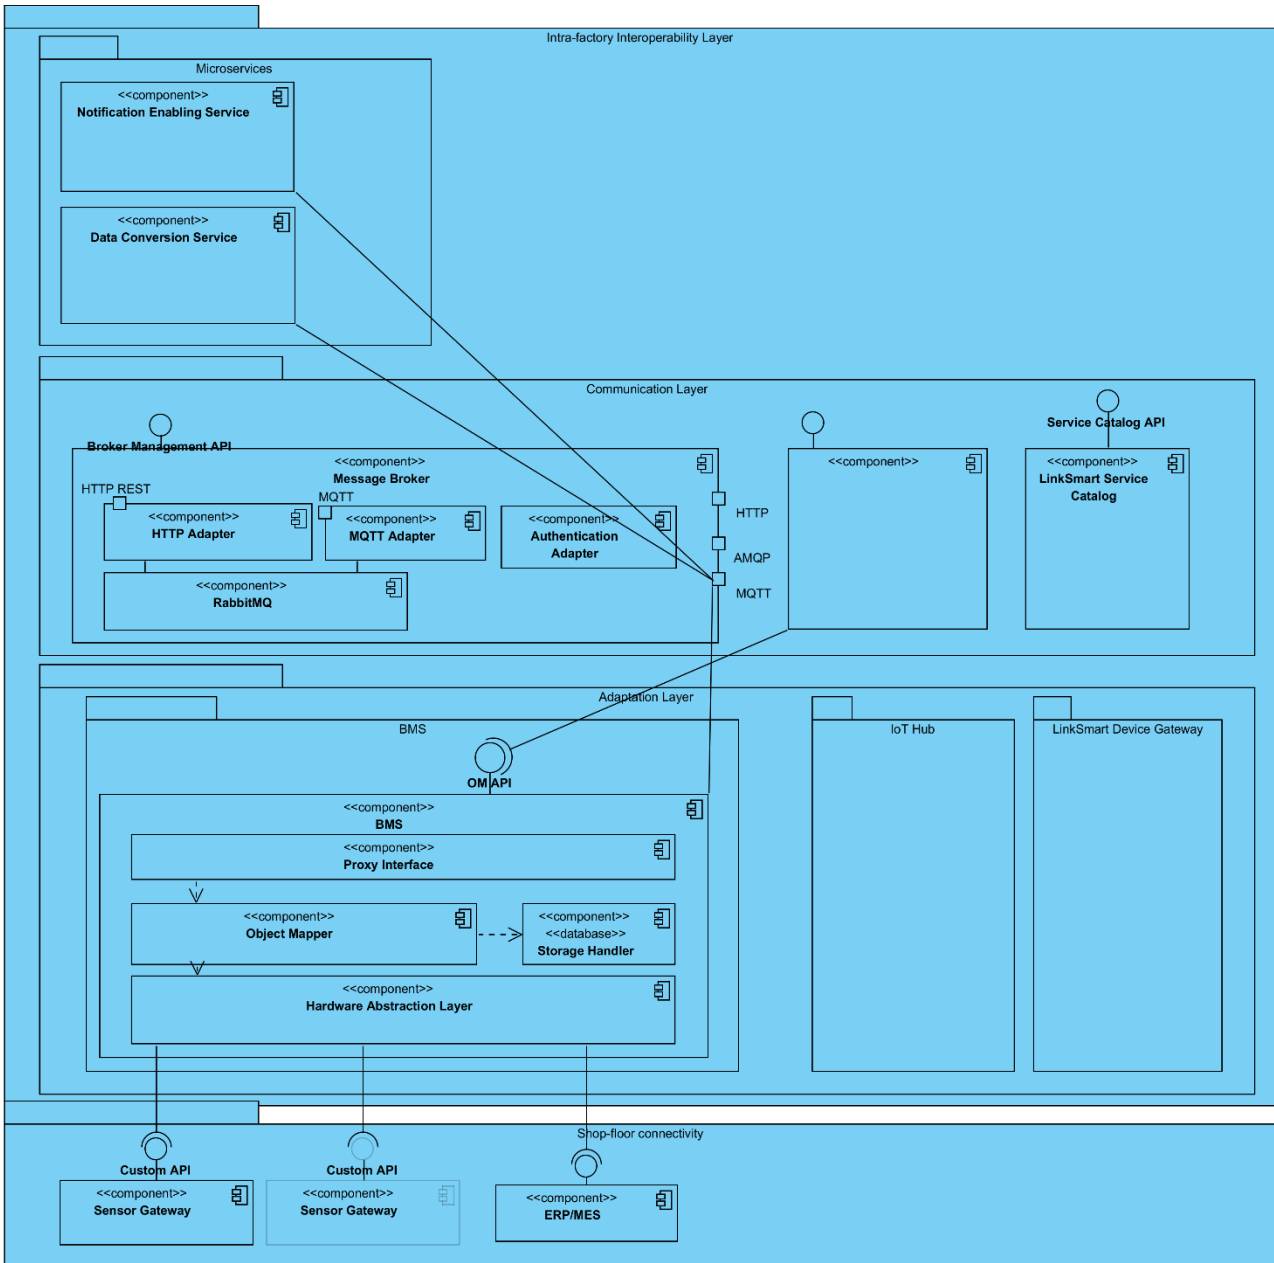 Intra-factory Interoperability Layer
Microservices
<<component>>
Notification Enabling Service
<<component>>
Data Conversion Service
Communication Layer
Broker Management API
Service Catalog API
<<component>>
Message Broker
HTTP REST
<<component>>
HTTP Adapter
MQTT
<<component>>
MQTT Adapter
<<component>>
Authentication
Adapter
<<component>>
RabbitMQ
HTTP
AMQP
MQTT
<<component>>
<<component>>
LinkSmart Service
Catalog
Adaptation Layer
BMS
OM API
<<component>>
BMS
<<component>>
Proxy Interface
<<component>>
Object Mapper
<<component>>
<<database>>
Storage Handler
<<component>>
Hardware Abstraction Layer
IoT Hub
LinkSmart Device Gateway
Shop-floor connectivity
Custom API
<<component>>
Sensor Gateway
Custom API
<<component>>
Sensor Gateway
<<component>>
ERP/MES